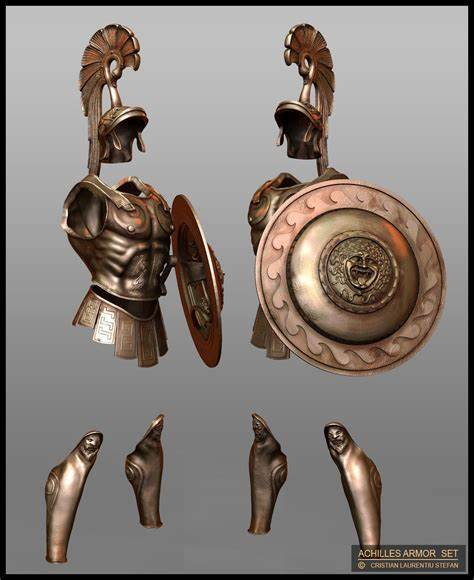 ACHILLES ARMOR SET
© CRISTIAN LAURENTIU STEFAN